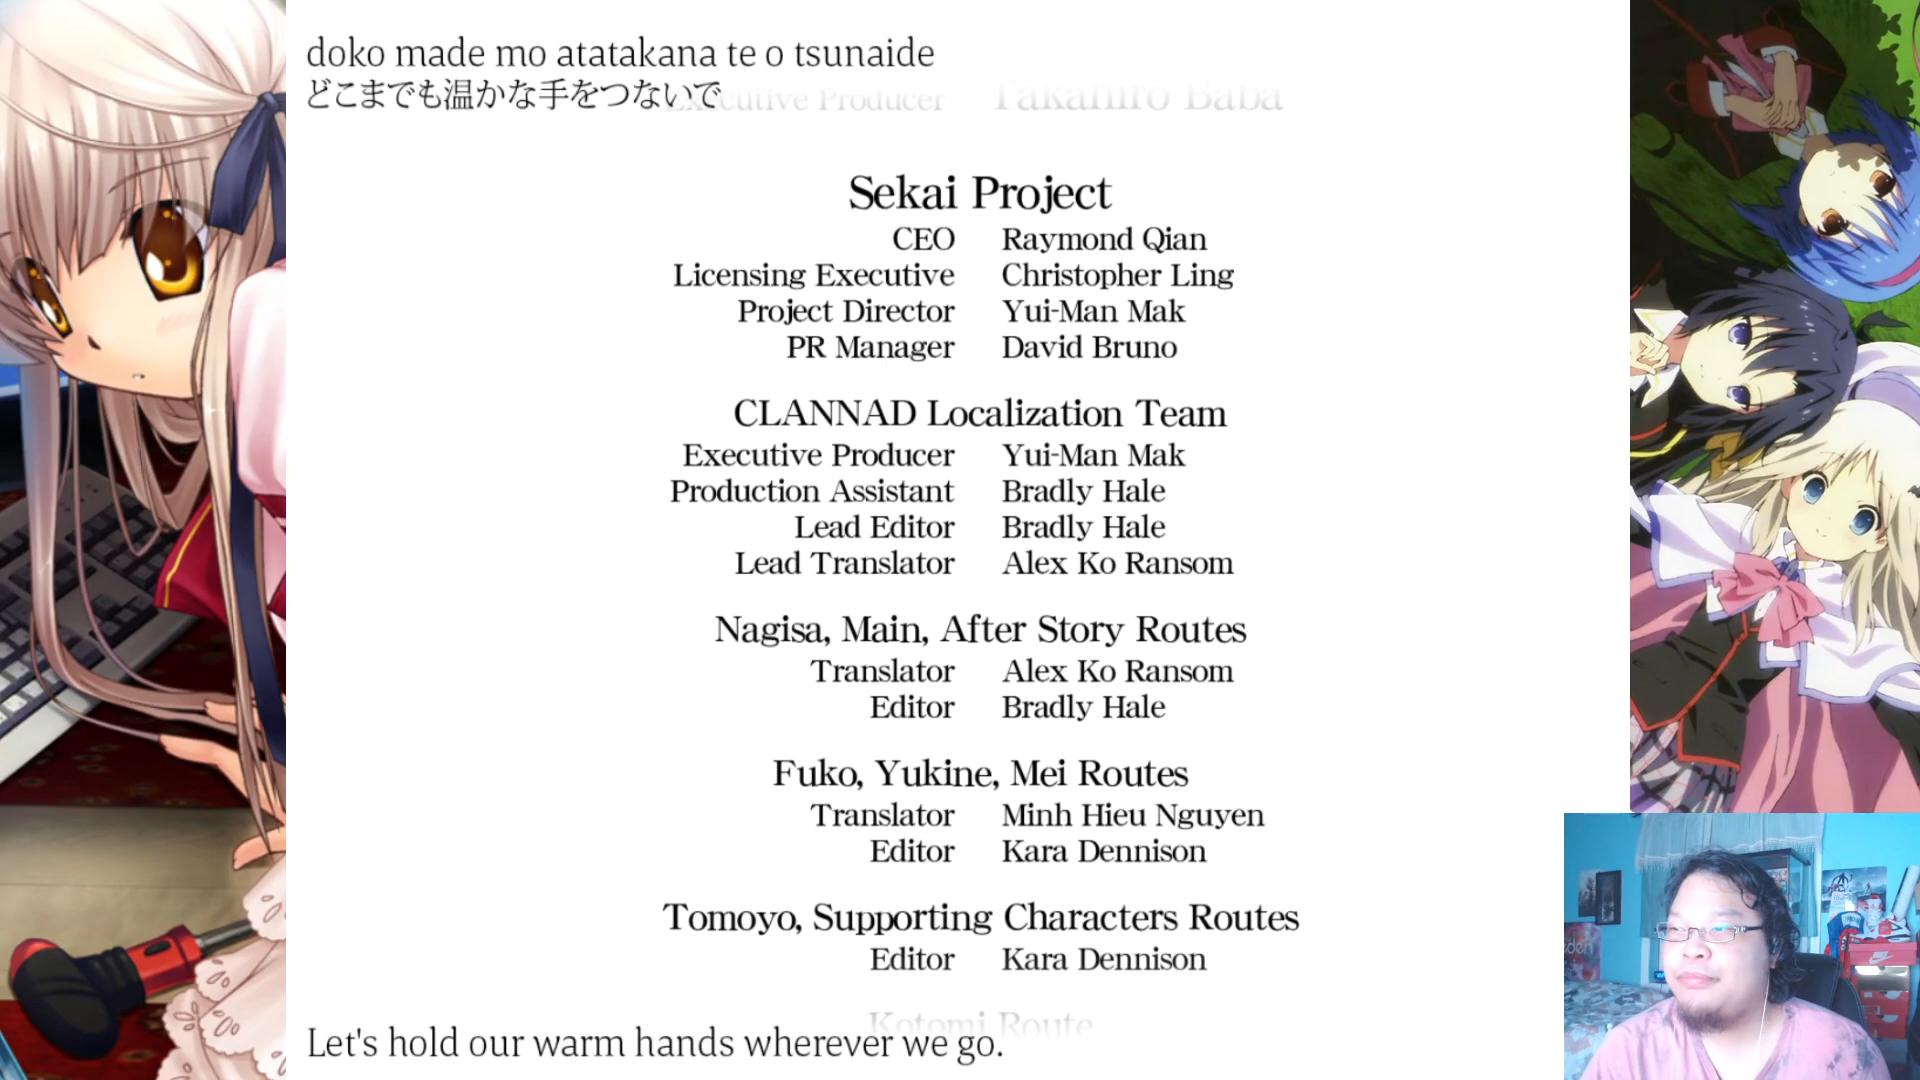 doko made mo atatakana te o tsunaide
どこまでも温かな手をつないで
Executive Producer Takahiro Baba
Sekai Project
CEO Raymond Qian
Licensing Executive Christopher Ling
Project Director Yui-Man Mak
PR Manager David Bruno
CLANNAD Localization Team
Executive Producer Yui-Man Mak
Production Assistant Bradly Hale
Lead Editor Bradly Hale
Lead Translator Alex Ko Ransom
Nagisa, Main, After Story Routes
Translator Alex Ko Ransom
Editor Bradly Hale
Fuko, Yukine, Mei Routes
Translator Minh Hieu Nguyen
Editor Kara Dennison
Tomoyo, Supporting Characters Routes
Editor Kara Dennison
Kotomi Route
Let's hold our warm hands wherever we go.